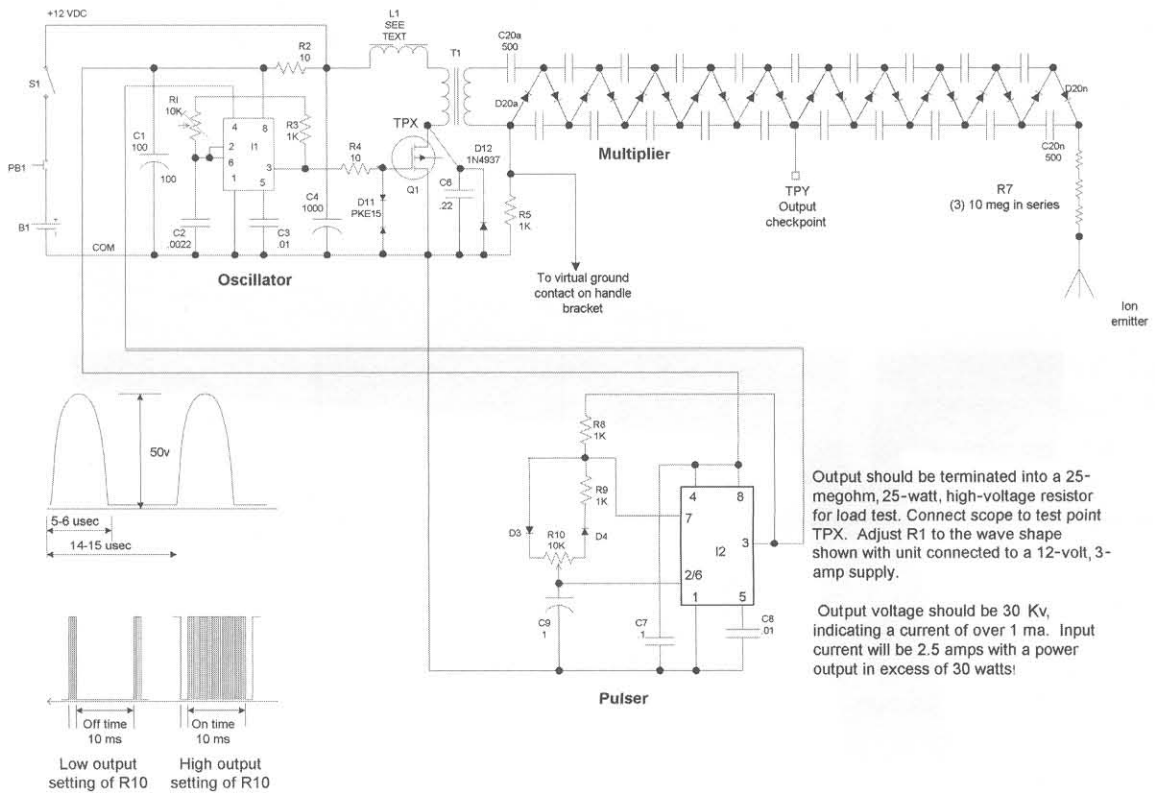 +12 VDC
L1
SEE
TEXT
T1
C20a
500
R2
10
S1
R1
10K
D20a
D20n
4
8
2
I1
6
3
1
5
R3
1K
TPX
R4
10
D12
1N4937
Multiplier
C20n
500
C1
100
100
PB1
Q1
C6
.22
TPY
Output
checkpoint
R7
(3) 10 meg in series
C4
1000
D11
PKE15
R5
1K
B1
C2
.0022
C3
.01
COM
Oscillator
To virtual ground
contact on handle
bracket
Ion
emitter
50v
5-6 usec
14-15 usec
R8
1K
R9
1K
D3
D4
R10
10K
4
8
7
I2
3
2/6
1
5
C9
1
C7
.1
C8
.01
Pulser
Output should be terminated into a 25-
megohm, 25-watt, high-voltage resistor
for load test. Connect scope to test point
TPX. Adjust R1 to the wave shape
shown with unit connected to a 12-volt, 3-
amp supply.
Output voltage should be 30 Kv,
indicating a current of over 1 ma. Input
current will be 2.5 amps with a power
output in excess of 30 watts!
Off time
10 ms
On time
10 ms
Low output
setting of R10
High output
setting of R10